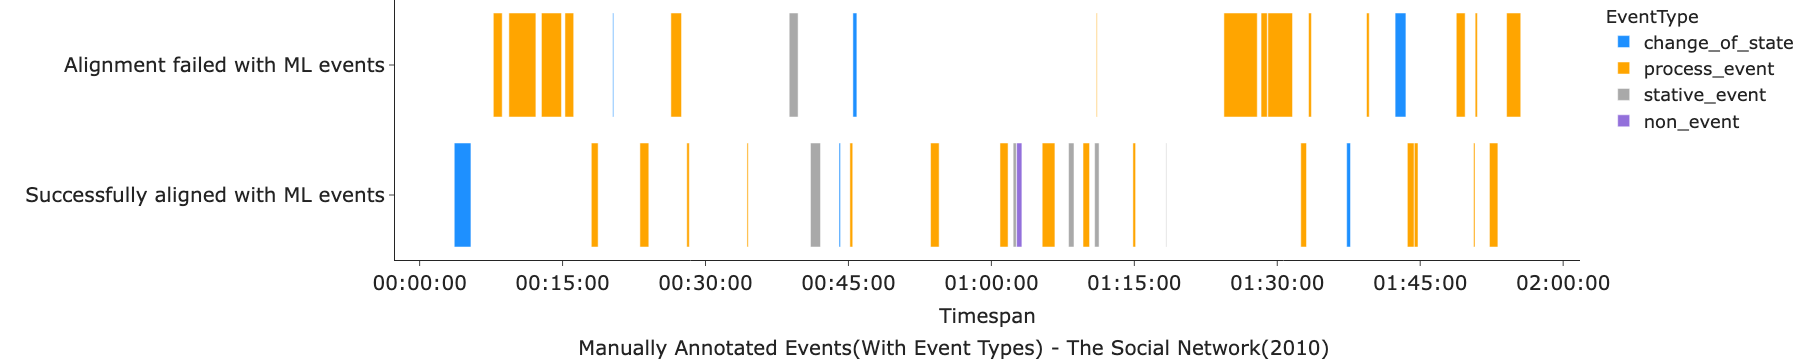 Alignment failed with ML events
Successfully aligned with ML events
00:00:00 00:15:00 00:30:00 00:45:00 01:00:00 01:15:00 01:30:00 01:45:00 02:00:00
Timespan
Manually Annotated Events(With Event Types) - The Social Network(2010)
EventType
change_of_state
process_event
stative_event
non_event